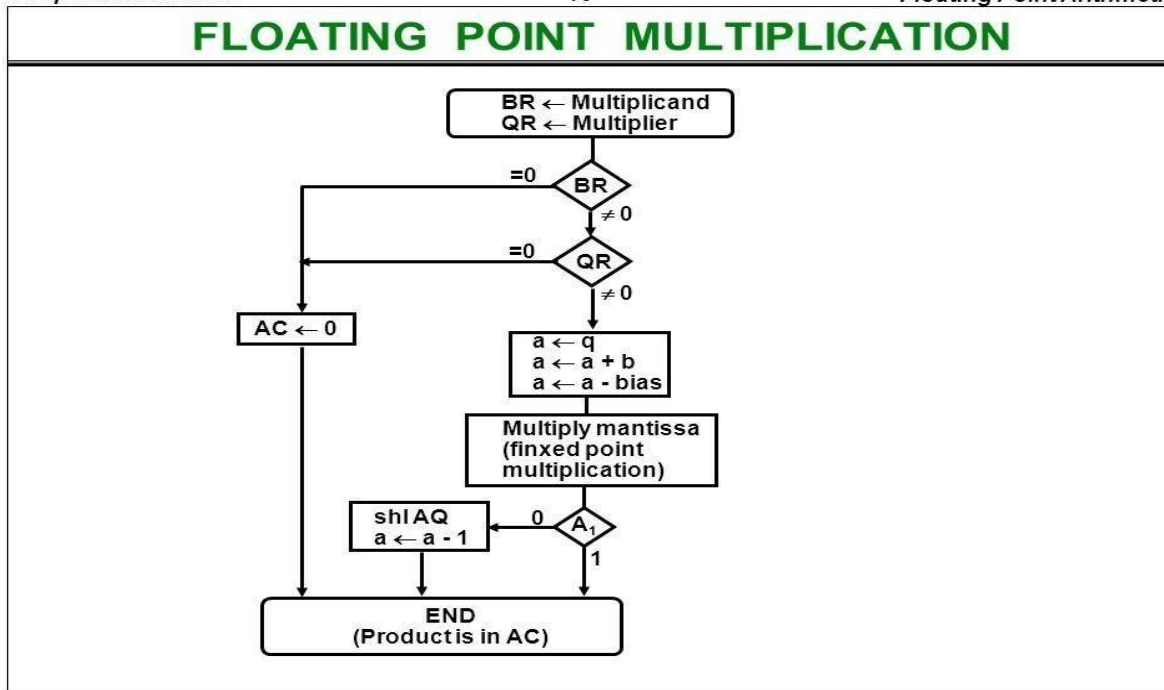 Floating Point Arithmetic
FLOATING POINT MULTIPLICATION
BR ← Multiplicand
QR ← Multiplier
=0
BR
≠ 0
=0
QR
≠ 0
AC ← 0
a ← q
a ← a + b
a ← a - bias
Multiply mantissa
(finxed point
multiplication)
shl AQ
a ← a - 1
0
A₁
1
END
(Product is in AC)